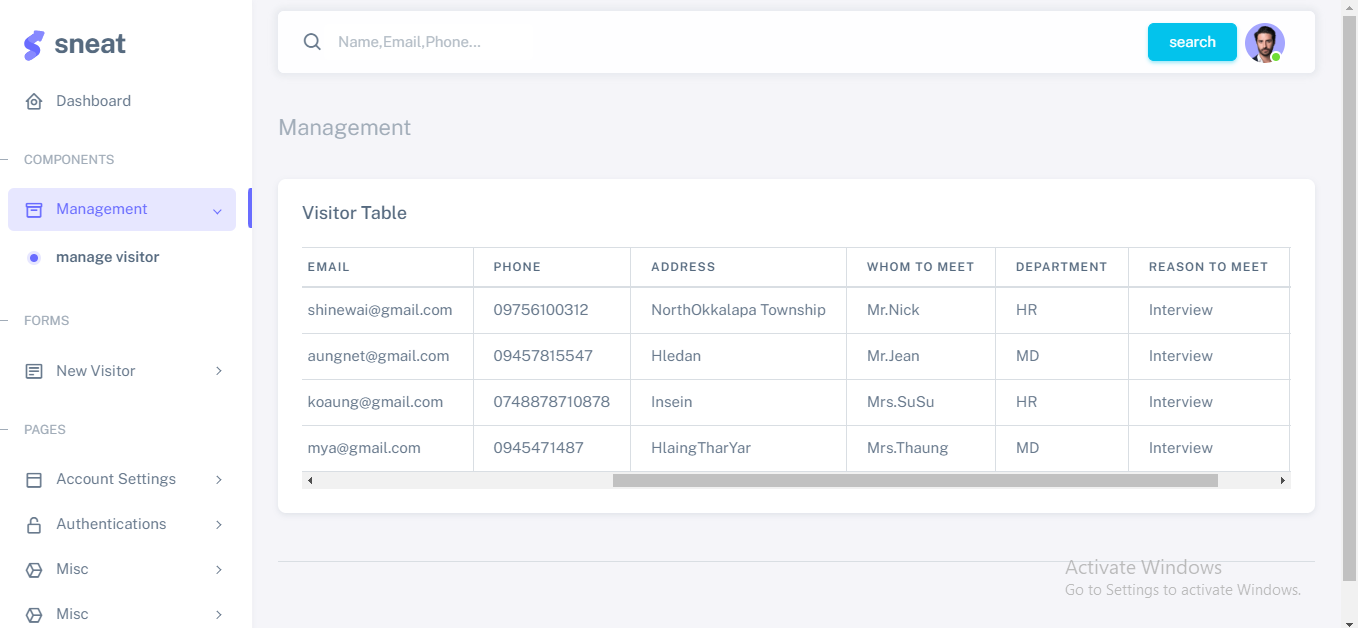 sneat
Name,Email,Phone...
search
Dashboard
COMPONENTS
Management
manage visitor
FORMS
New Visitor
PAGES
Account Settings
Authentications
Misc
Misc
Management
Visitor Table
EMAIL PHONE ADDRESS WHOM TO MEET DEPARTMENT REASON TO MEET
shinewai@gmail.com 09756100312 NorthOkkalapa Township Mr.Nick HR Interview
aungnet@gmail.com 09457815547 Hledan Mr.Jean MD Interview
koaung@gmail.com 0748878710878 Insein Mrs.SuSu HR Interview
mya@gmail.com 0945471487 HlaingTharYar Mrs.Thaung MD Interview
Activate Windows
Go to Settings to activate Windows.